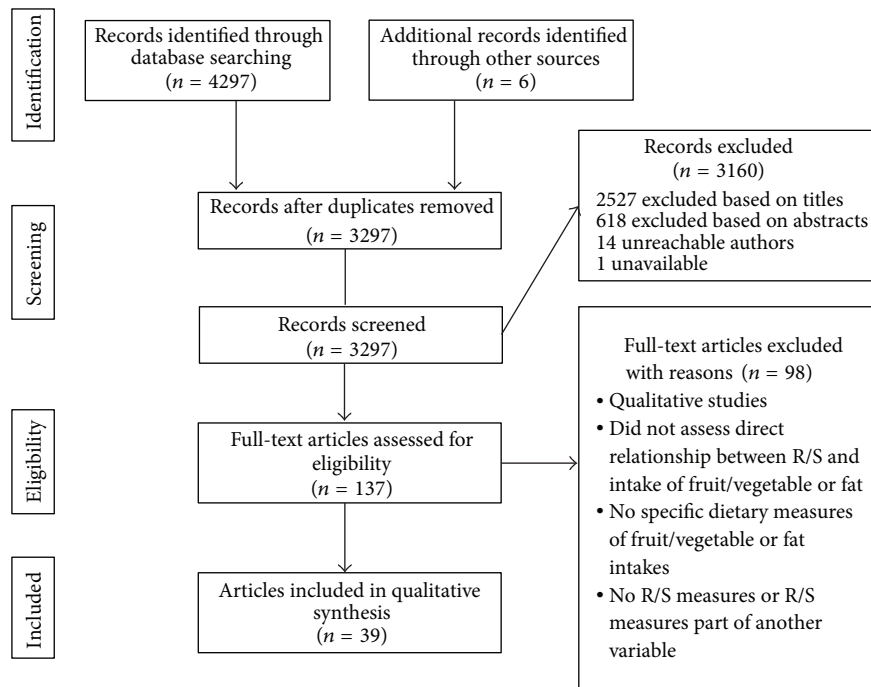 Identification
Records identified through
database searching
(n = 4297)
Additional records identified
through other sources
(n = 6)
Screening
Records after duplicates removed
(n = 3297)
Records excluded
(n = 3160)
2527 excluded based on titles
618 excluded based on abstracts
14 unreachable authors
1 unavailable
Records screened
(n = 3297)
Eligibility
Full-text articles assessed for
eligibility
(n = 137)
Full-text articles excluded
with reasons (n = 98)
• Qualitative studies
• Did not assess direct
relationship between R/S and
intake of fruit/vegetable or fat
• No specific dietary measures
of fruit/vegetable or fat
intakes
• No R/S measures or R/S
measures part of another
variable
Included
Articles included in qualitative
synthesis
(n = 39)